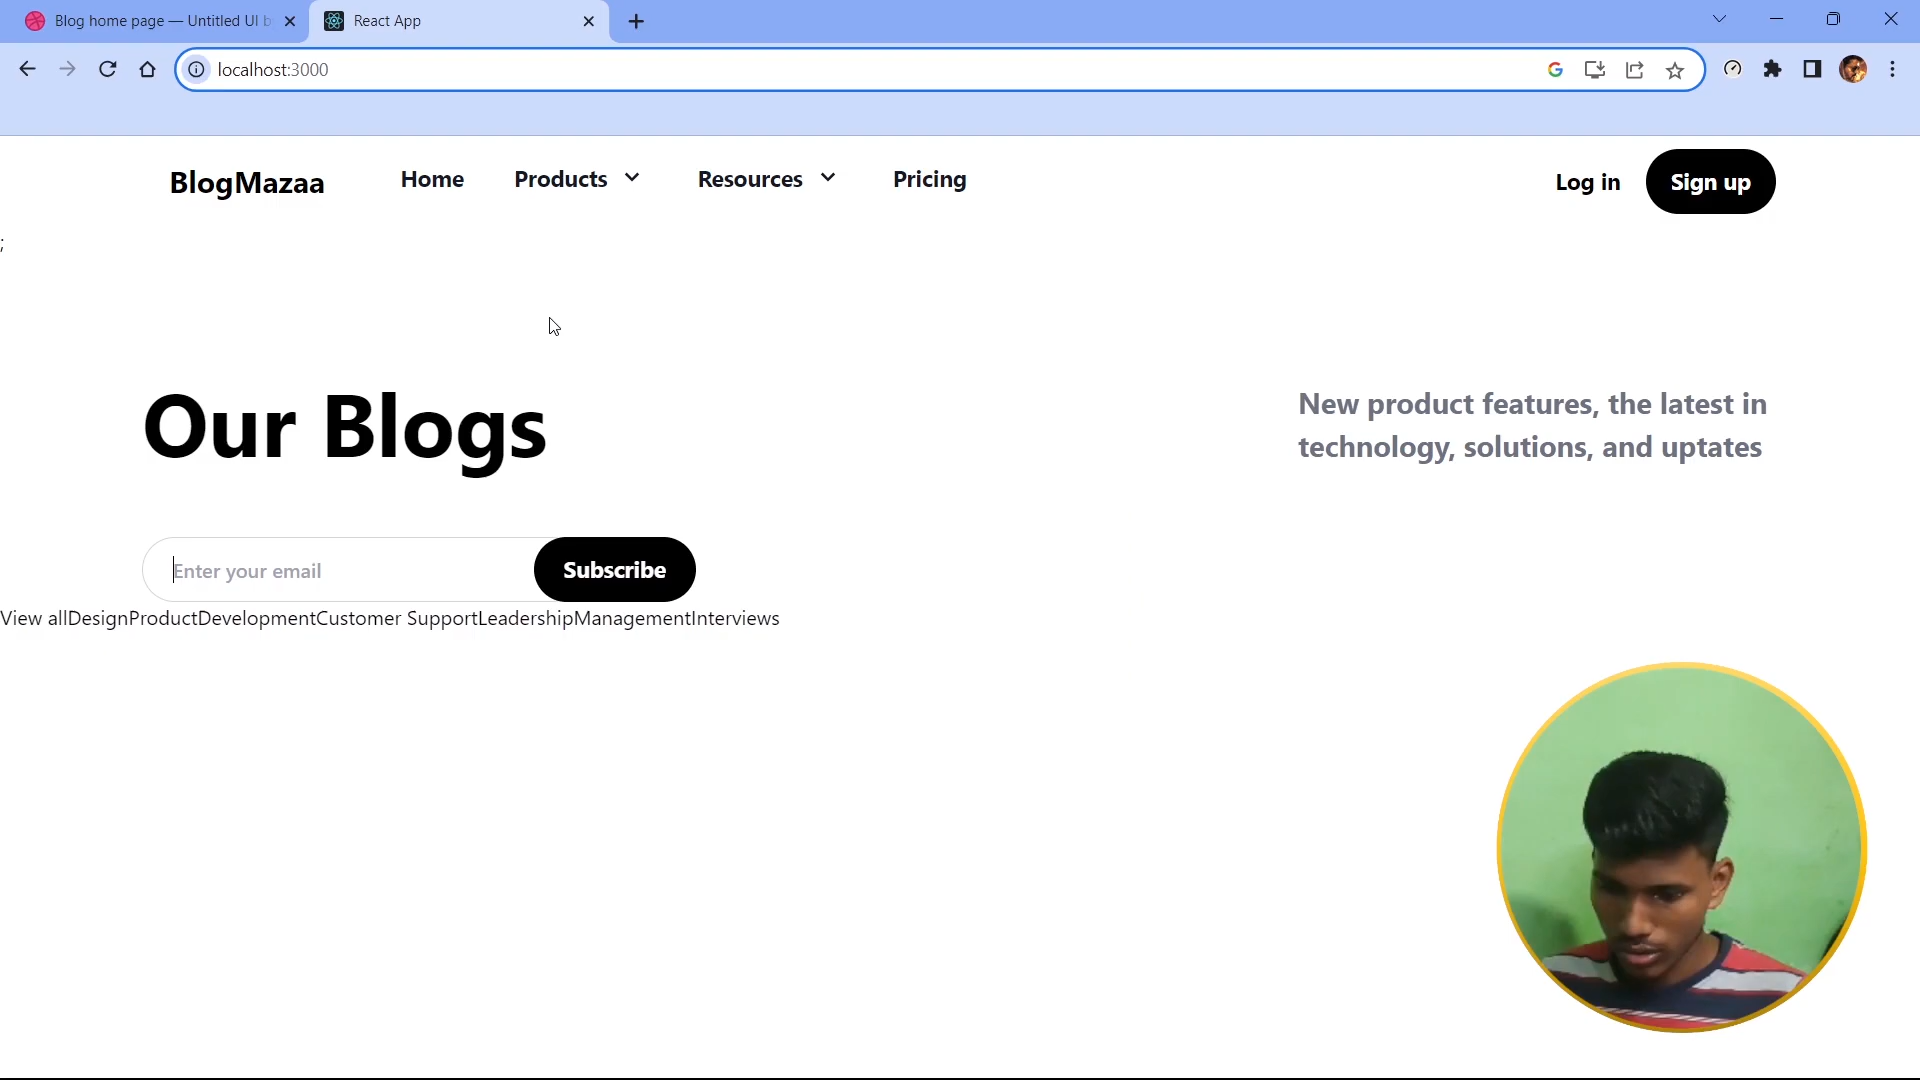 Blog home page — Untitled UI b
React App
localhost:3000
BlogMazaa
Home
Products
Resources
Pricing
Log in
Sign up
;
Our Blogs
New product features, the latest in
technology, solutions, and uptates
Enter your email
Subscribe
View allDesignProductDevelopmentCustomer SupportLeadershipManagementInterviews